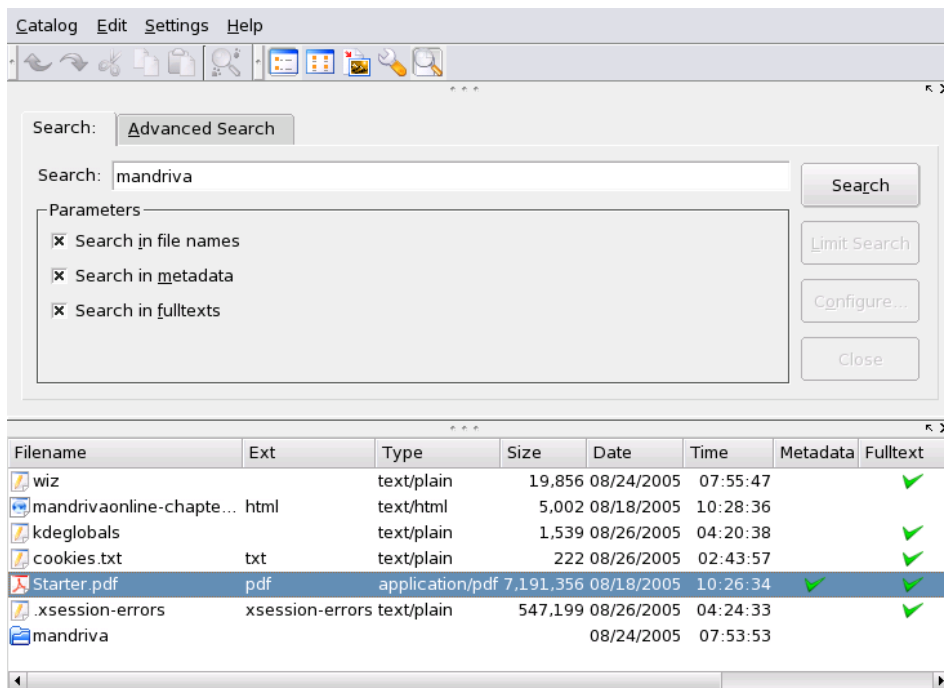 Catalog Edit Settings Help
Search: Advanced Search
Search: mandriva Search
Parameters
Search in file names Limit Search
Search in metadata
Search in fulltexts Configure...
Close
Filename Ext Type Size Date Time Metadata Fulltext
wiz text/plain 19,856 08/24/2005 07:55:47
mandrivaonline-chapte... html text/html 5,002 08/18/2005 10:28:36
kdeglobals text/plain 1,539 08/26/2005 04:20:38
cookies.txt txt text/plain 222 08/26/2005 02:43:57
Starter.pdf pdf application/pdf 7,191,356 08/18/2005 10:26:34
.xsession-errors xsession-errors text/plain 547,199 08/26/2005 04:24:33
mandriva 08/24/2005 07:53:53